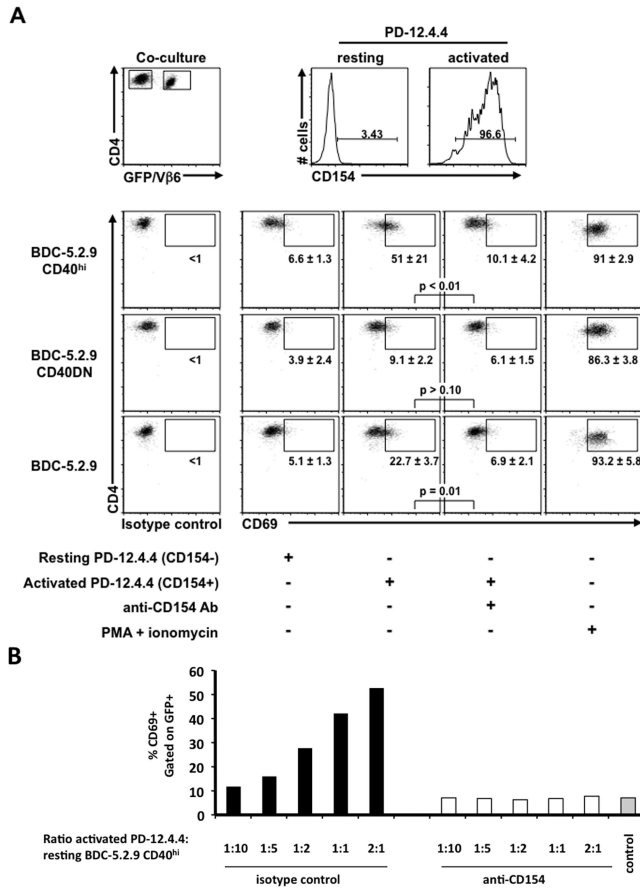 A
PD-12.4.4
Co-culture
resting
activated
CD4
# cells
3.43
96.6
GFP/Vβ6
CD154
BDC-5.2.9
CD40hi
<1
6.6 ± 1.3
51 ± 21
10.1 ± 4.2
91 ± 2.9
p < 0.01
BDC-5.2.9
CD40DN
<1
3.9 ± 2.4
9.1 ± 2.2
6.1 ± 1.5
86.3 ± 3.8
p > 0.10
BDC-5.2.9
<1
5.1 ± 1.3
22.7 ± 3.7
6.9 ± 2.1
93.2 ± 5.8
p = 0.01
CD4
Isotype control
CD69
Resting PD-12.4.4 (CD154-) + - - -
Activated PD-12.4.4 (CD154+) - + + -
anti-CD154 Ab - - + -
PMA + ionomycin - - - +
B
% CD69+
Gated on GFP+
60
50
40
30
20
10
0
Ratio activated PD-12.4.4:
resting BDC-5.2.9 CD40hi
1:10 1:5 1:2 1:1 2:1 1:10 1:5 1:2 1:1 2:1
control
isotype control
anti-CD154